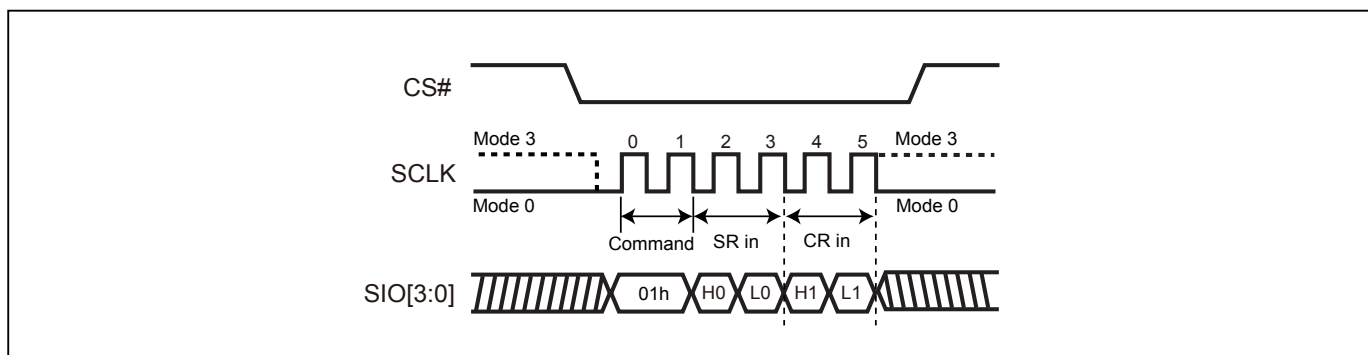 CS#
Mode 3 0 1 2 3 4 5 Mode 3
SCLK
Mode 0 Mode 0
Command SR in CR in
SIO[3:0] 01h H0 L0 H1 L1